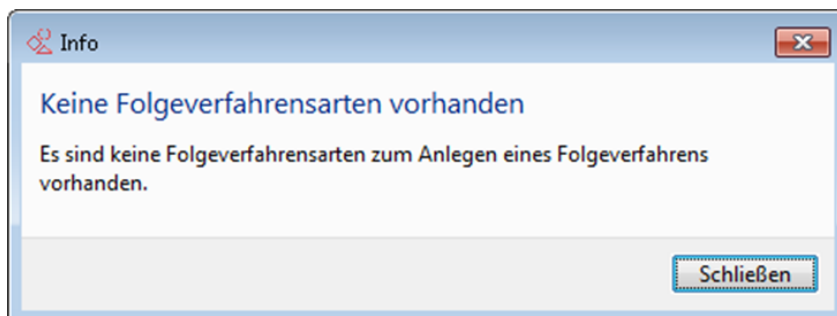 Info
Keine Folgeverfahrensarten vorhanden
Es sind keine Folgeverfahrensarten zum Anlegen eines Folgeverfahrens
vorhanden.
Schließen